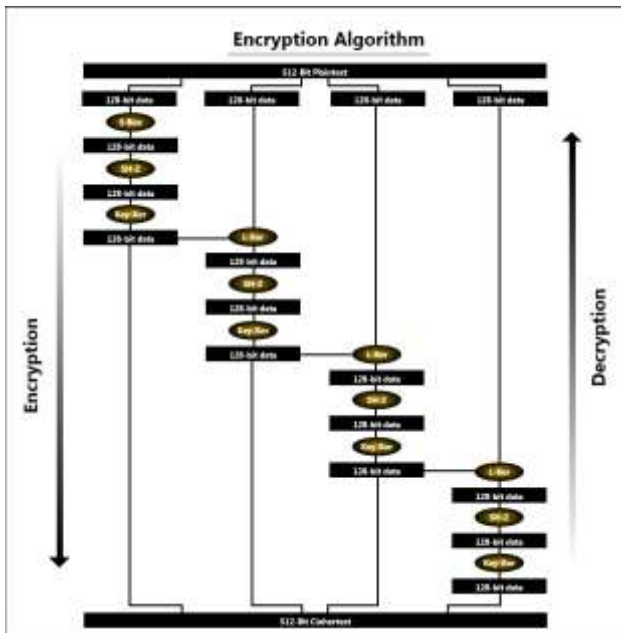 Encryption Algorithm
512-Bit Plaintext
128-bit data 128-bit data 128-bit data 128-bit data
128-bit data
SH-2
128-bit data
Key-Xor
128-bit data L-Xor
128-bit data
SH-2
128-bit data
Key-Xor
128-bit data L-Xor
128-bit data
SH-2
128-bit data
Key-Xor
128-bit data L-Xor
128-bit data
SH-2
128-bit data
Key-Xor
128-bit data
512-Bit Ciphertext
Encryption
Decryption